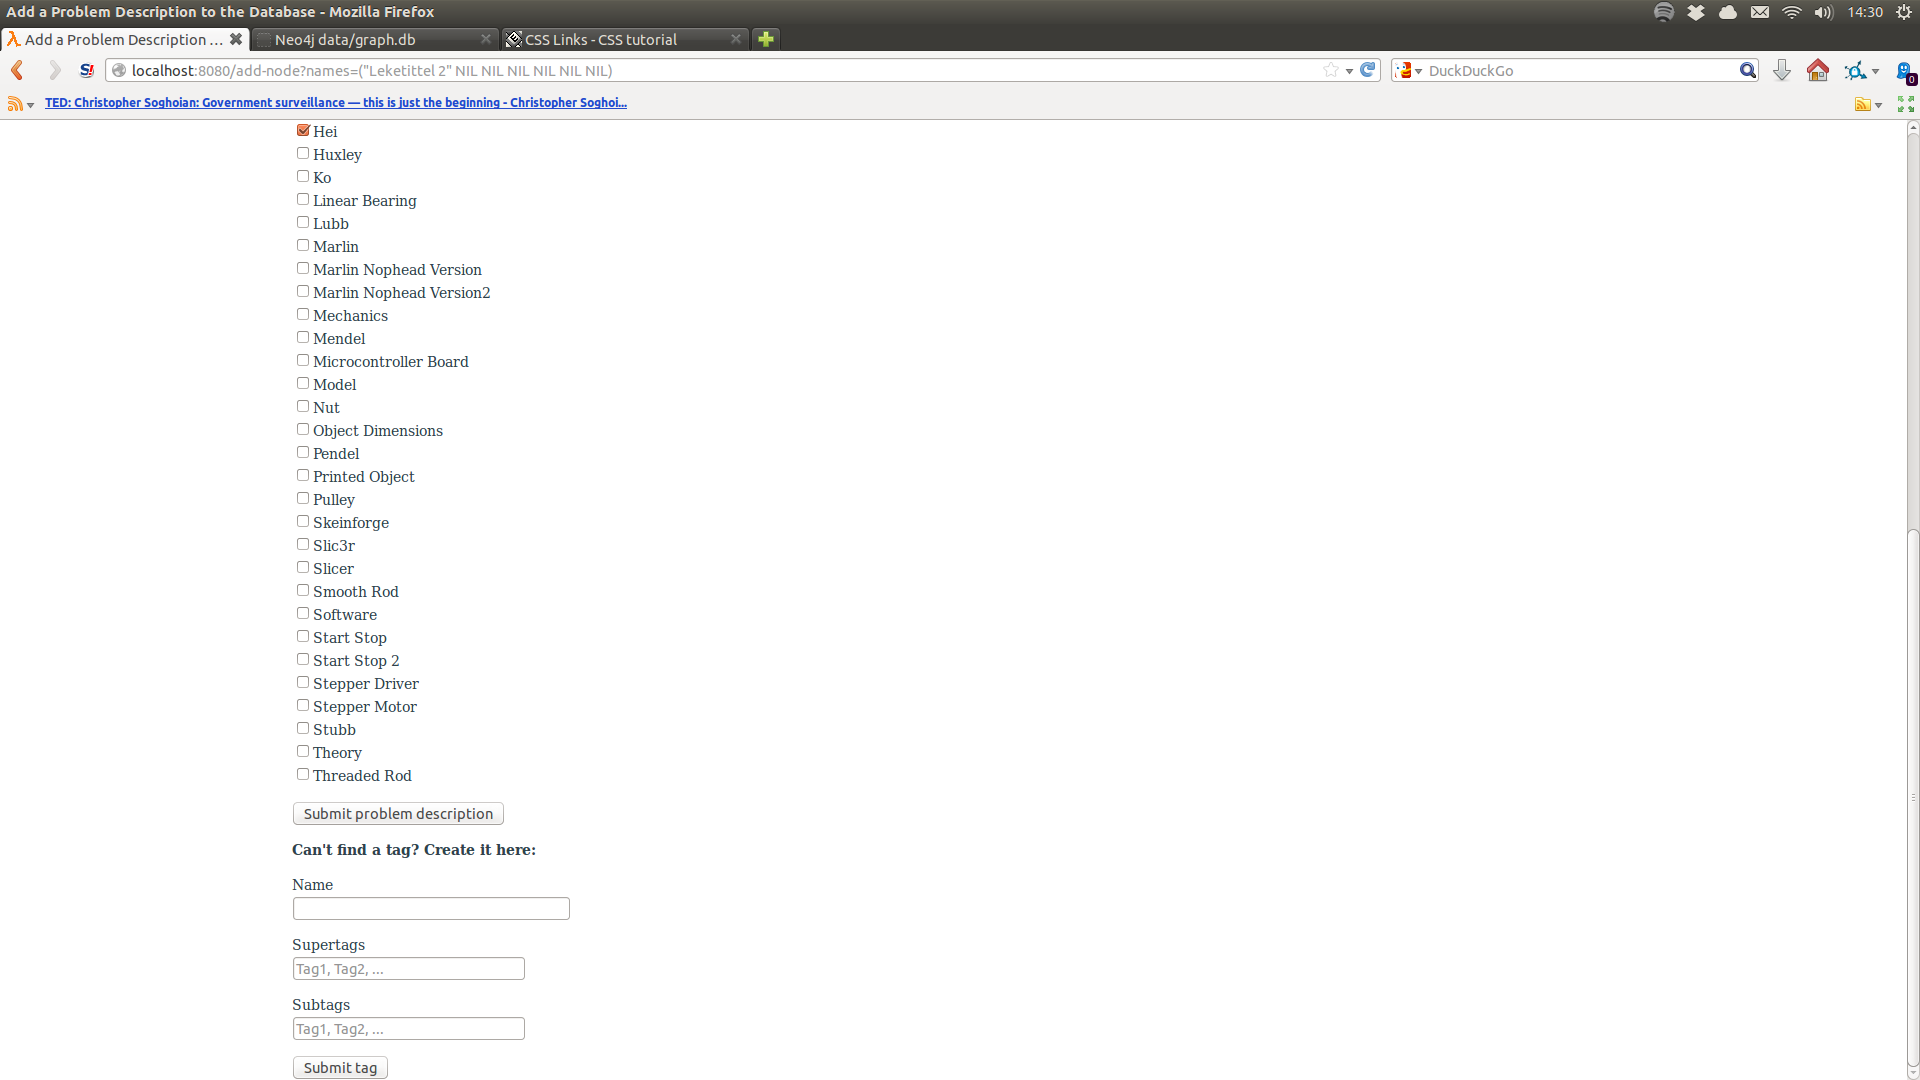 Add a Problem Description to the Database - Mozilla Firefox
14:30
Add a Problem Description ...
Neo4j data/graph.db
CSS Links - CSS tutorial
localhost:8080/add-node?names=("Leketittel 2" NIL NIL NIL NIL NIL NIL)
DuckDuckGo
0
TED: Christopher Soghoian: Government surveillance — this is just the beginning - Christopher Soghoi...
Hei
Huxley
Ko
Linear Bearing
Lubb
Marlin
Marlin Nophead Version
Marlin Nophead Version2
Mechanics
Mendel
Microcontroller Board
Model
Nut
Object Dimensions
Pendel
Printed Object
Pulley
Skeinforge
Slic3r
Slicer
Smooth Rod
Software
Start Stop
Start Stop 2
Stepper Driver
Stepper Motor
Stubb
Theory
Threaded Rod
Submit problem description
Can't find a tag? Create it here:
Name
Supertags
Tag1, Tag2, ...
Subtags
Tag1, Tag2, ...
Submit tag